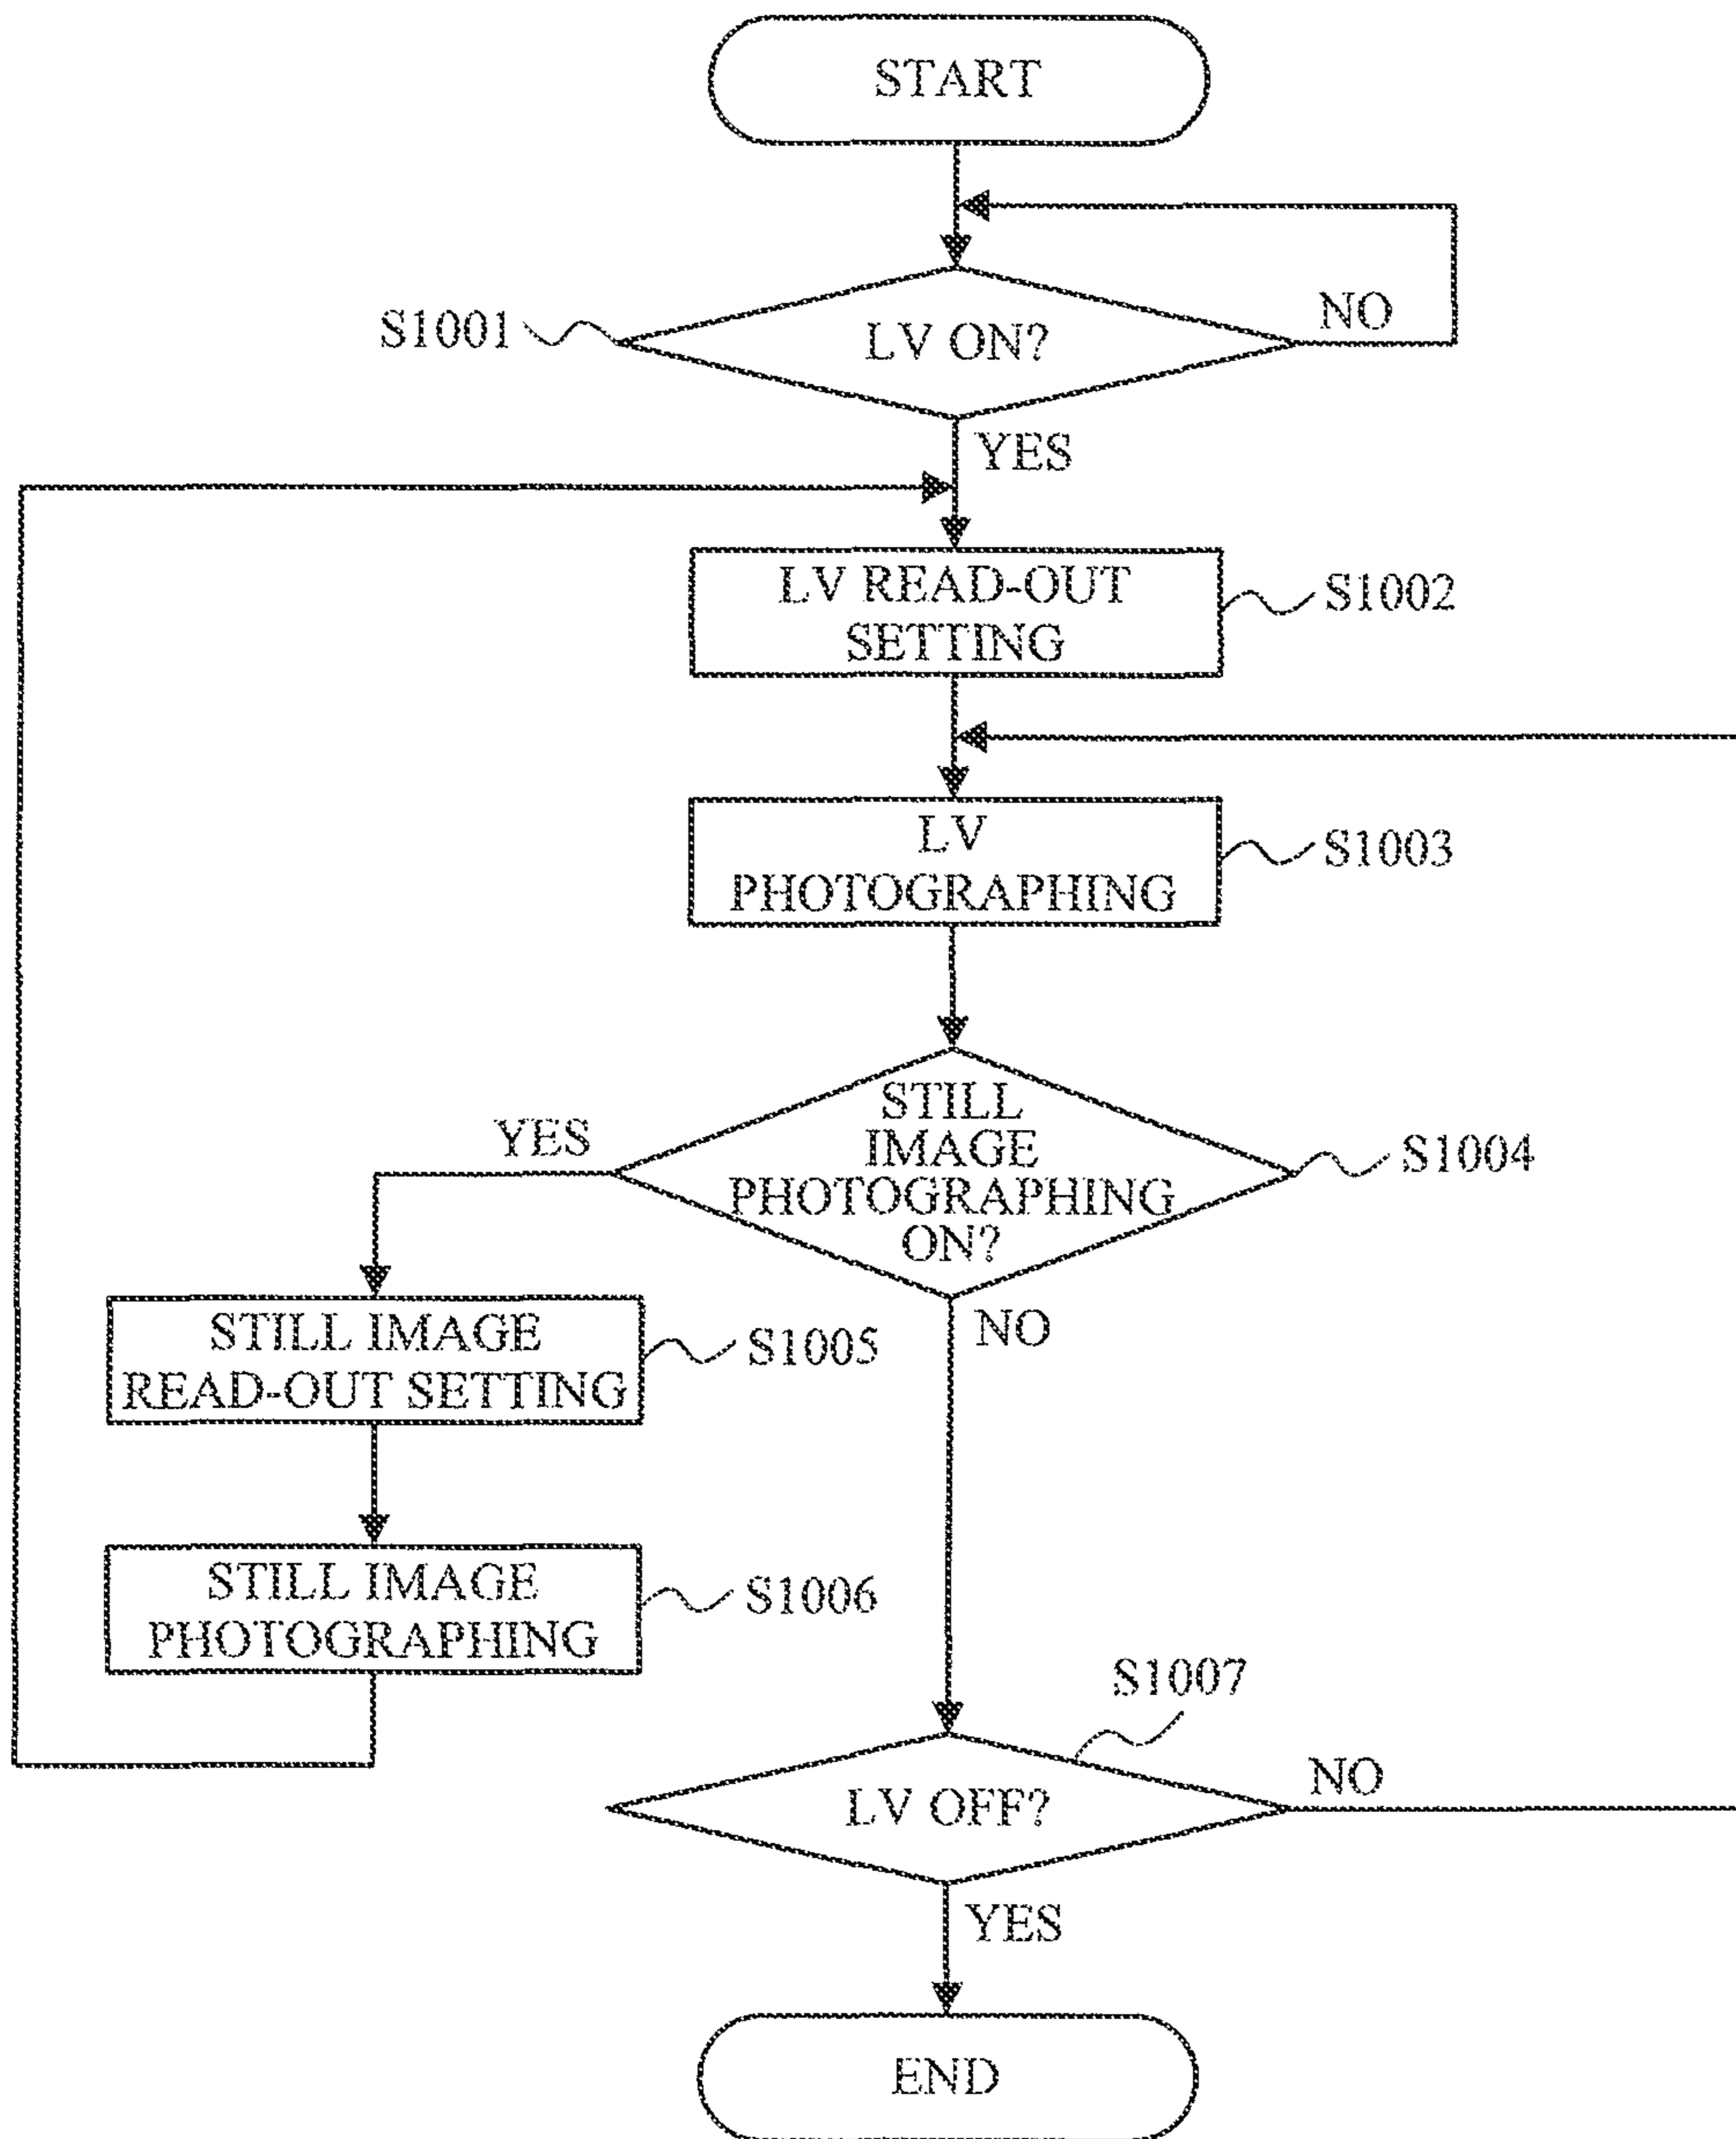 START
S1001
LV ON?
NO
YES
LV READ-OUT
SETTING
S1002
LV
PHOTOGRAPHING
S1003
STILL
IMAGE
PHOTOGRAPHING
ON?
S1004
YES
NO
STILL IMAGE
READ-OUT SETTING
S1005
STILL IMAGE
PHOTOGRAPHING
S1006
S1007
LV OFF?
NO
YES
END